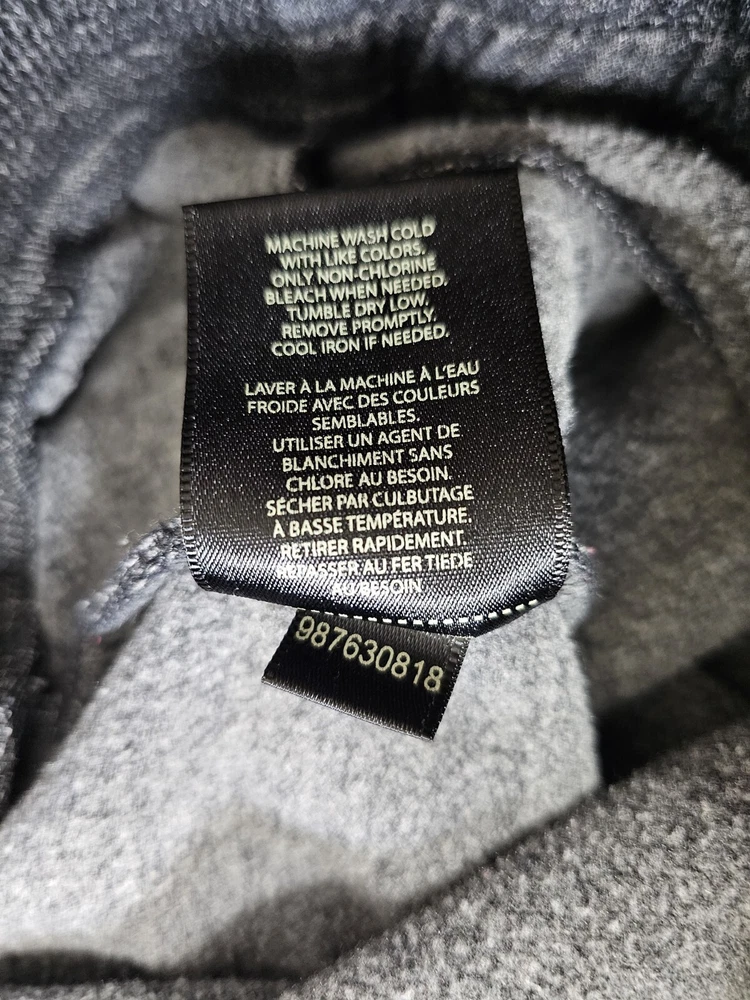 MACHINE WASH COLD
WITH LIKE COLORS.
ONLY NON-CHLORINE
BLEACH WHEN NEEDED.
TUMBLE DRY LOW.
REMOVE PROMPTLY.
COOL IRON IF NEEDED.
LAVER À LA MACHINE À L'EAU
FROIDE AVEC DES COULEURS
SEMBLABLES.
UTILISER UN AGENT DE
BLANCHIMENT SANS
CHLORE AU BESOIN.
SÉCHER PAR CULBUTAGE
À BASSE TEMPÉRATURE.
RETIRER RAPIDEMENT.
REPASSER AU FER TIEDE
AU BESOIN.
987630818